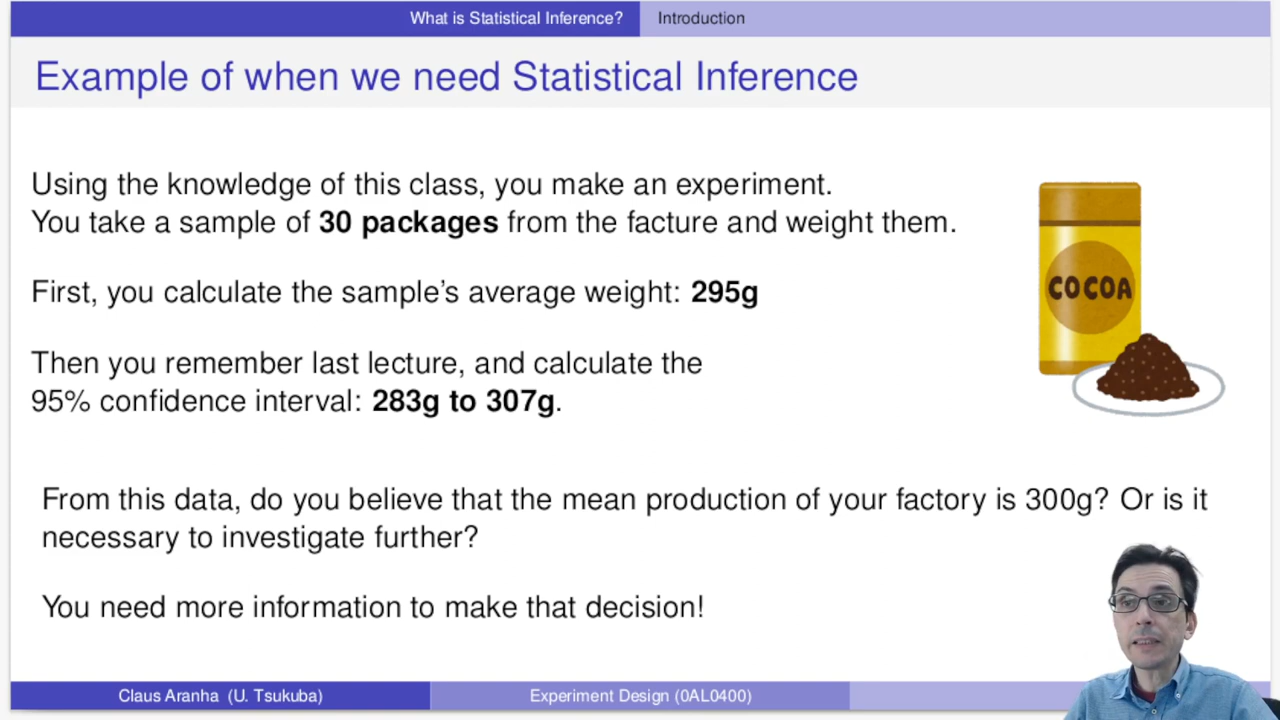 What is Statistical Inference? Introduction
Example of when we need Statistical Inference
Using the knowledge of this class, you make an experiment.
You take a sample of 30 packages from the facture and weight them.
First, you calculate the sample's average weight: 295g
Then you remember last lecture, and calculate the
95% confidence interval: 283g to 307g.
COCOA
From this data, do you believe that the mean production of your factory is 300g? Or is it
necessary to investigate further?
You need more information to make that decision!
Claus Aranha (U. Tsukuba) Experiment Design (0AL0400)